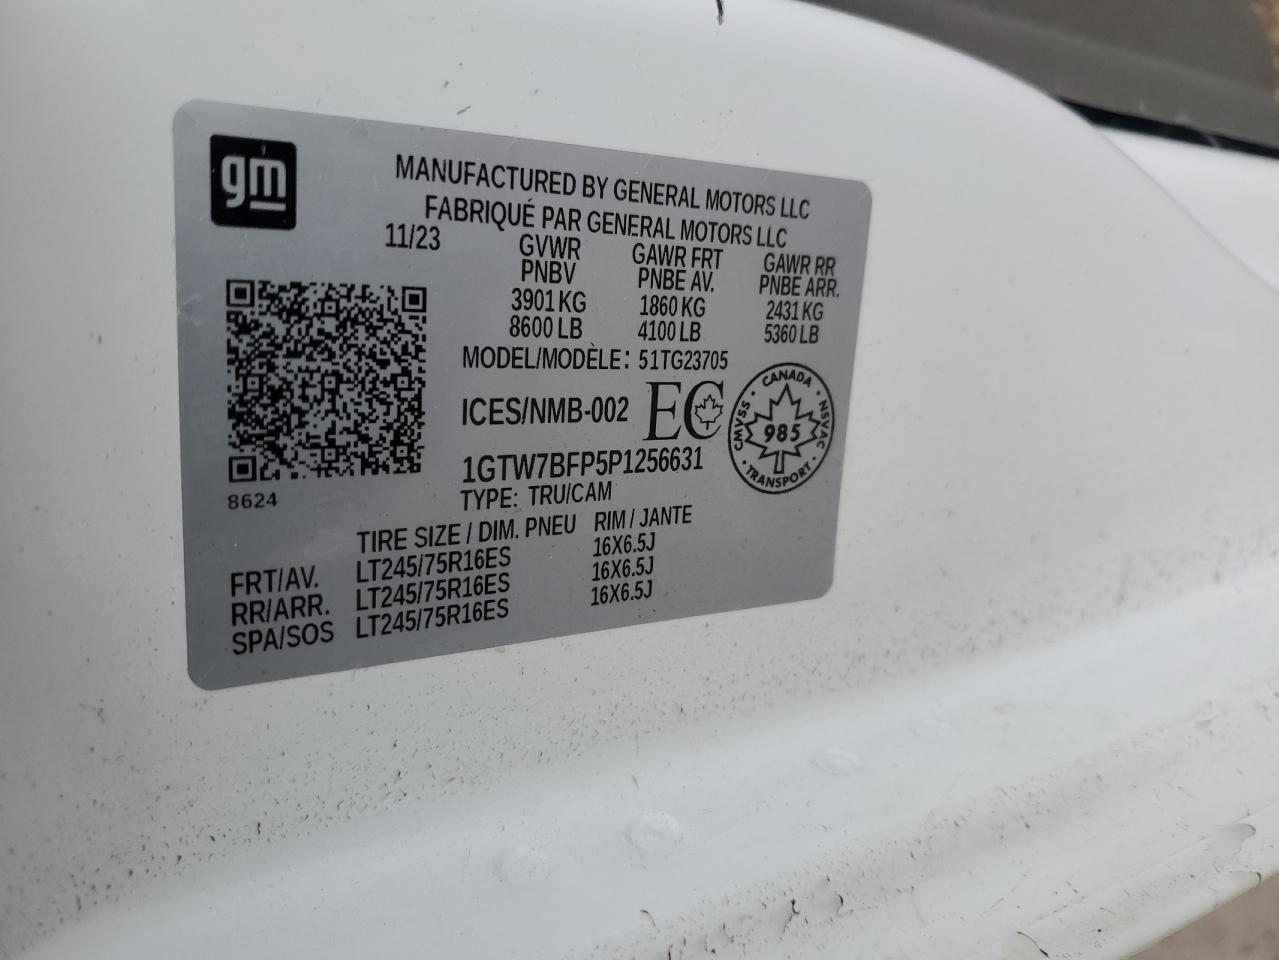 gm
MANUFACTURED BY GENERAL MOTORS LLC
FABRIQUÉ PAR GENERAL MOTORS LLC
11/23 GVWR GAWR FRT GAWR RR
PNBV PNBE AV. PNBE ARR.
3901 KG 1860 KG 2431 KG
8600 LB 4100 LB 5360 LB
MODEL/MODÈLE: 51TG23705
ICES/NMB-002 EC
CANADA
CMVSS 985 NSVAC
TRANSPORT
1GTW7BFP5P1256631
8624
TYPE: TRU/CAM
TIRE SIZE / DIM. PNEU RIM / JANTE
FRT/AV. LT245/75R16ES 16X6.5J
RR/ARR. LT245/75R16ES 16X6.5J
SPA/SOS LT245/75R16ES 16X6.5J